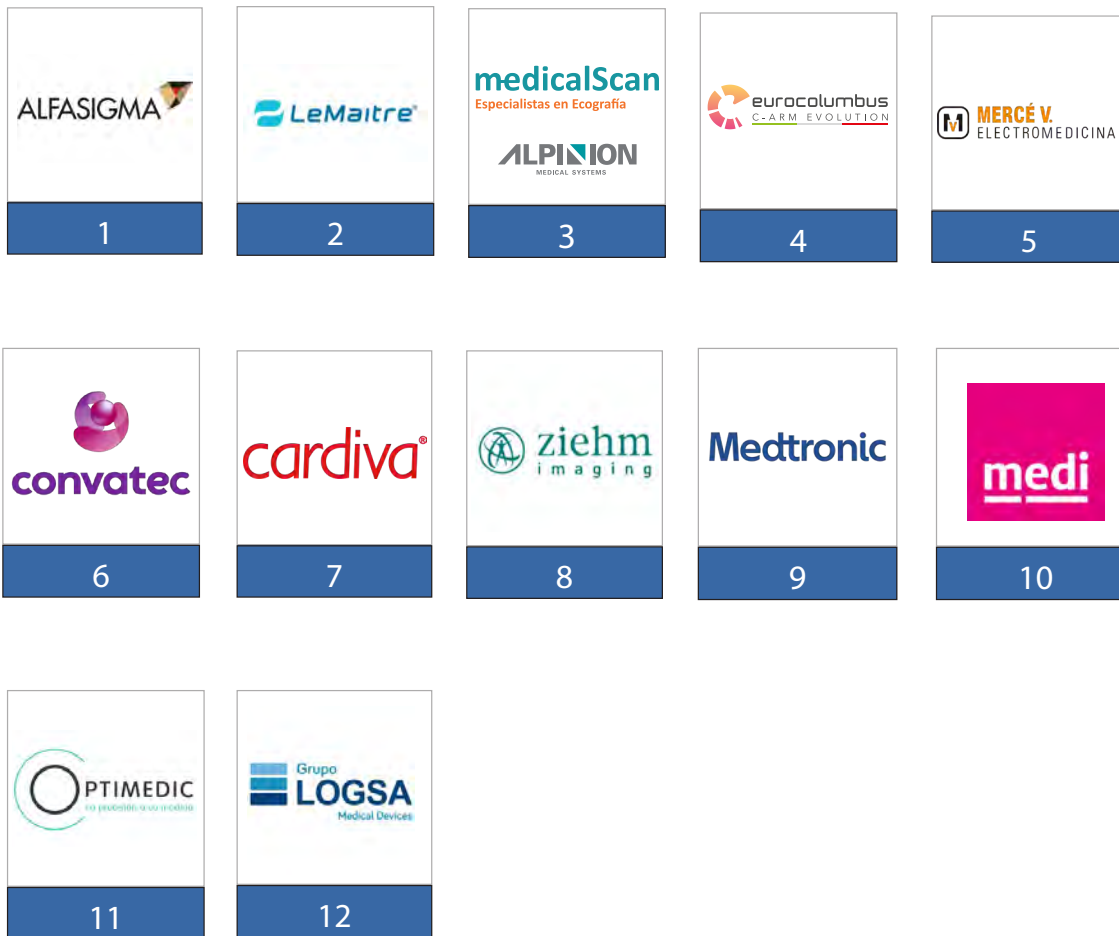 ALFASIGMA
LeMaitre®
medicalScan
Especialistas en Ecografía
ALPINION
MEDICAL SYSTEMS
eurocolumbus
C-ARM EVOLUTION
MV MERCÉ V.
ELECTROMEDICINA
1
2
3
4
5
convatec
cardiva®
ziehm
imaging
Medtronic
medi
6
7
8
9
10
OPTIMEDIC
Grupo
LOGSA
Medical Devices
11
12